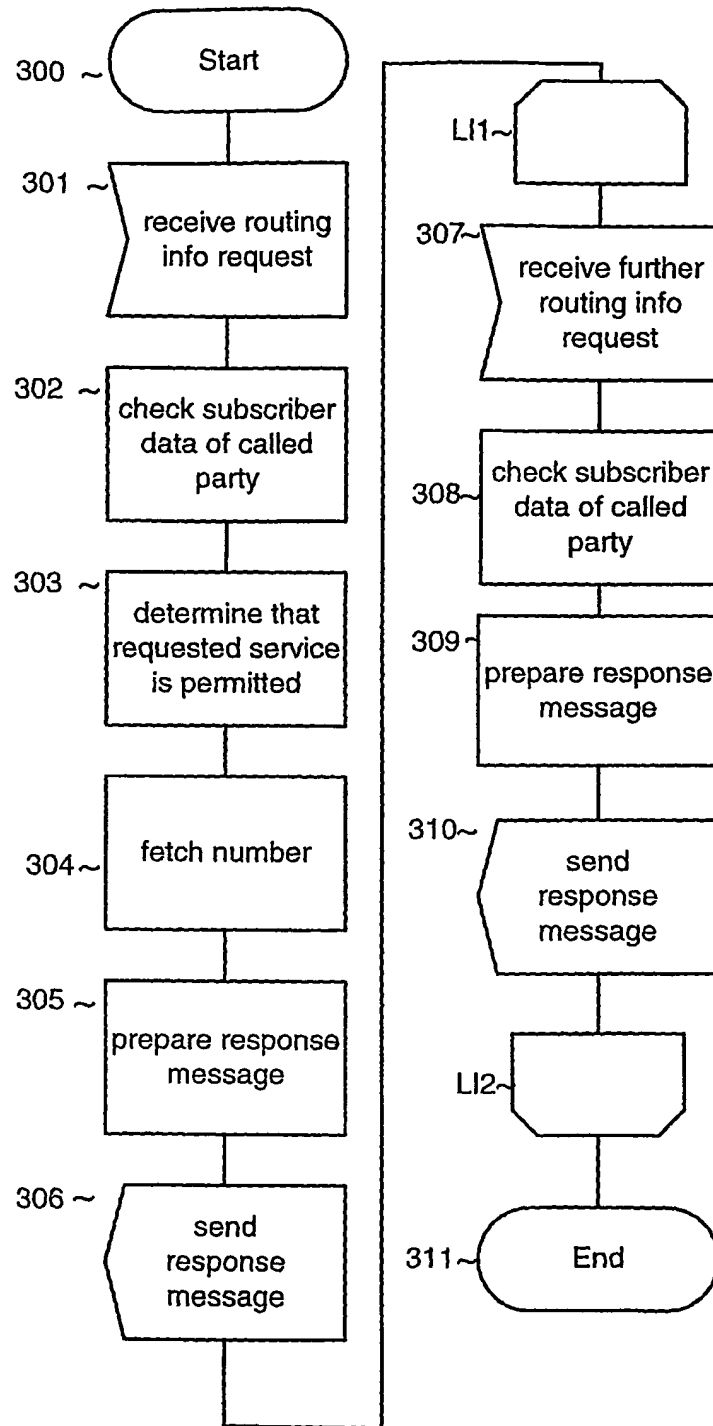 300 ~
Start
301 ~
receive routing
info request
302 ~
check subscriber
data of called
party
303 ~
determine that
requested service
is permitted
304 ~
fetch number
305 ~
prepare response
message
306 ~
send
response
message
LI1~
307~
receive further
routing info
request
308~
check subscriber
data of called
party
309~
prepare response
message
310~
send
response
message
LI2~
311~
End